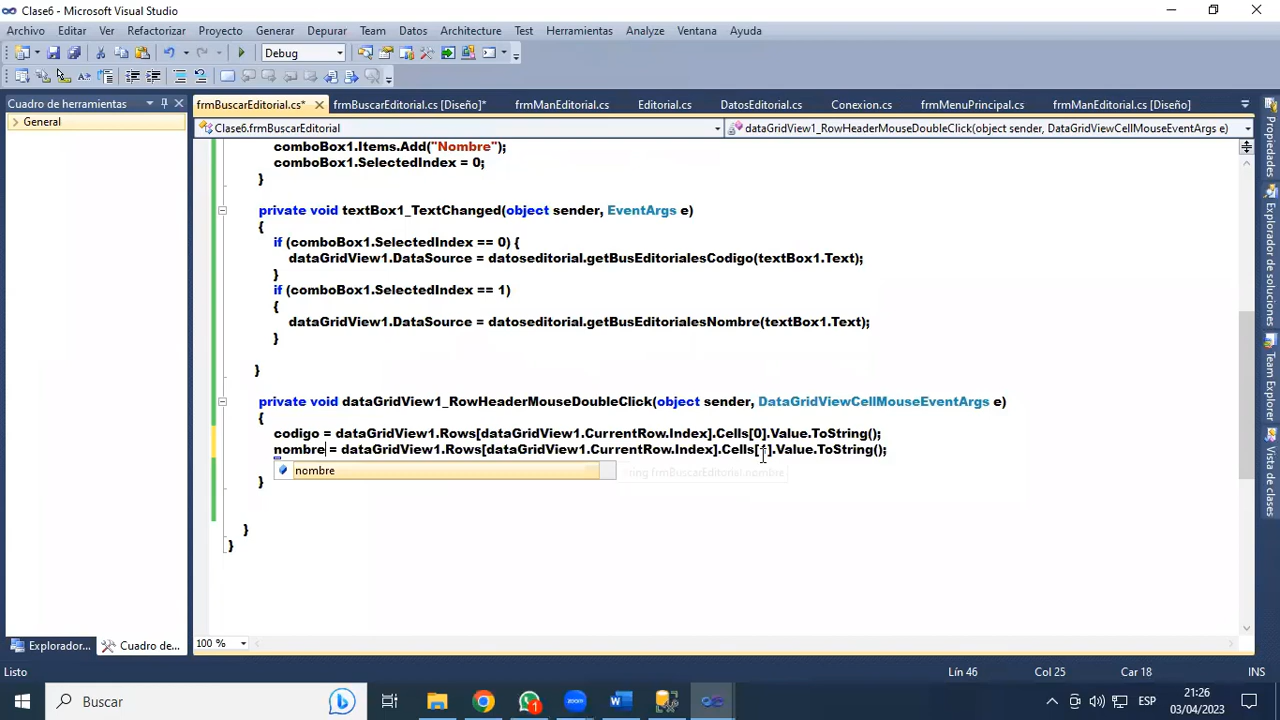 Clase6 - Microsoft Visual Studio
Archivo Editar Ver Refactorizar Proyecto Generar Depurar Team Datos Architecture Test Herramientas Analyze Ventana Ayuda
Debug
Cuadro de herramientas
General
frmBuscarEditorial.cs* frmBuscarEditorial.cs [Diseño]* frmManEditorial.cs Editorial.cs DatosEditorial.cs Conexion.cs frmMenuPrincipal.cs frmManEditorial.cs [Diseño]
Clase6.frmBuscarEditorial dataGridView1_RowHeaderMouseDoubleClick(object sender, DataGridViewCellMouseEventArgs e)
comboBox1.Items.Add("Nombre");
comboBox1.SelectedIndex = 0;
}
private void textBox1_TextChanged(object sender, EventArgs e)
{
if (comboBox1.SelectedIndex == 0) {
dataGridView1.DataSource = datoseditorial.getBusEditorialesCodigo(textBox1.Text);
}
if (comboBox1.SelectedIndex == 1)
{
dataGridView1.DataSource = datoseditorial.getBusEditorialesNombre(textBox1.Text);
}
}
private void dataGridView1_RowHeaderMouseDoubleClick(object sender, DataGridViewCellMouseEventArgs e)
{
codigo = dataGridView1.Rows[dataGridView1.CurrentRow.Index].Cells[0].Value.ToString();
nombre = dataGridView1.Rows[dataGridView1.CurrentRow.Index].Cells[ ].Value.ToString();
nombre
ring frmBuscarEditorial.nombre
}
}
}
Propiedades
Explorador de soluciones
Team Explorer
Vista de clases
100 %
Explorador... Cuadro de...
Listo Lín 46 Col 25 Car 18 INS
Buscar
W
zoom
1
ESP
21:26
03/04/2023